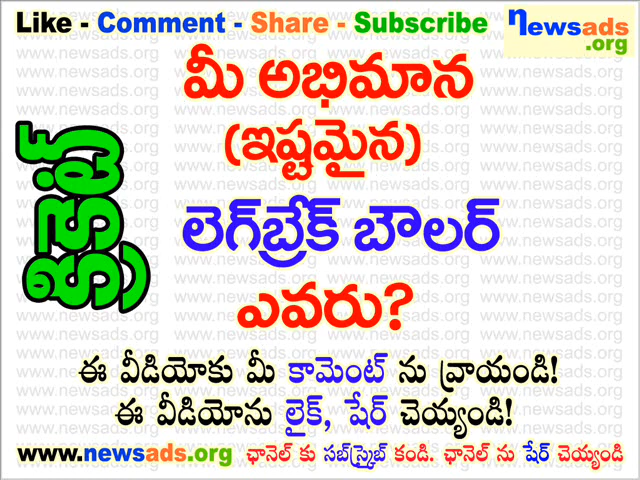 Like - Comment - Share - Subscribe
newsads
.org
మీ అభిమాన
(ఇష్టమైన)
క్రికెట్
లెగ్‌బ్రేక్ బౌలర్
ఎవరు?
ఈ వీడియోకు మీ కామెంట్ ను వ్రాయండి!
ఈ వీడియోను లైక్, షేర్ చెయ్యండి!
www.newsads.org ఛానెల్ కు సబ్‌స్క్రైబ్ కండి. ఛానెల్ ను షేర్ చెయ్యండి